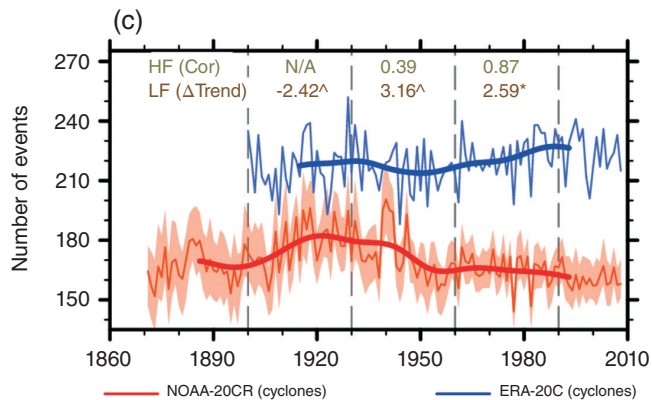 (c)
270
HF (Cor) N/A 0.39 0.87
LF (ΔTrend) -2.42^ 3.16^ 2.59*
240
210
180
150
Number of events
1860 1890 1920 1950 1980 2010
NOAA-20CR (cyclones) ERA-20C (cyclones)